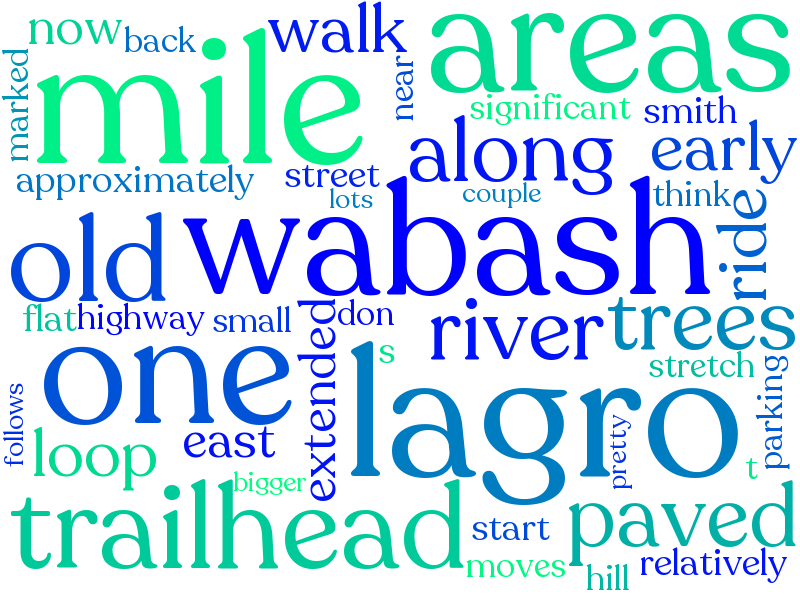 now
back
walk
areas
marked
mile
near
significant
smith
along
early
approximately
street
lots
couple
think
old
wabash
ride
flat
highway
small
extended
don
river
trees
one
s
lagro
stretch
follows
loop
east
pretty
parking
bigger
t
trailhead
start
paved
moves
hill
relatively